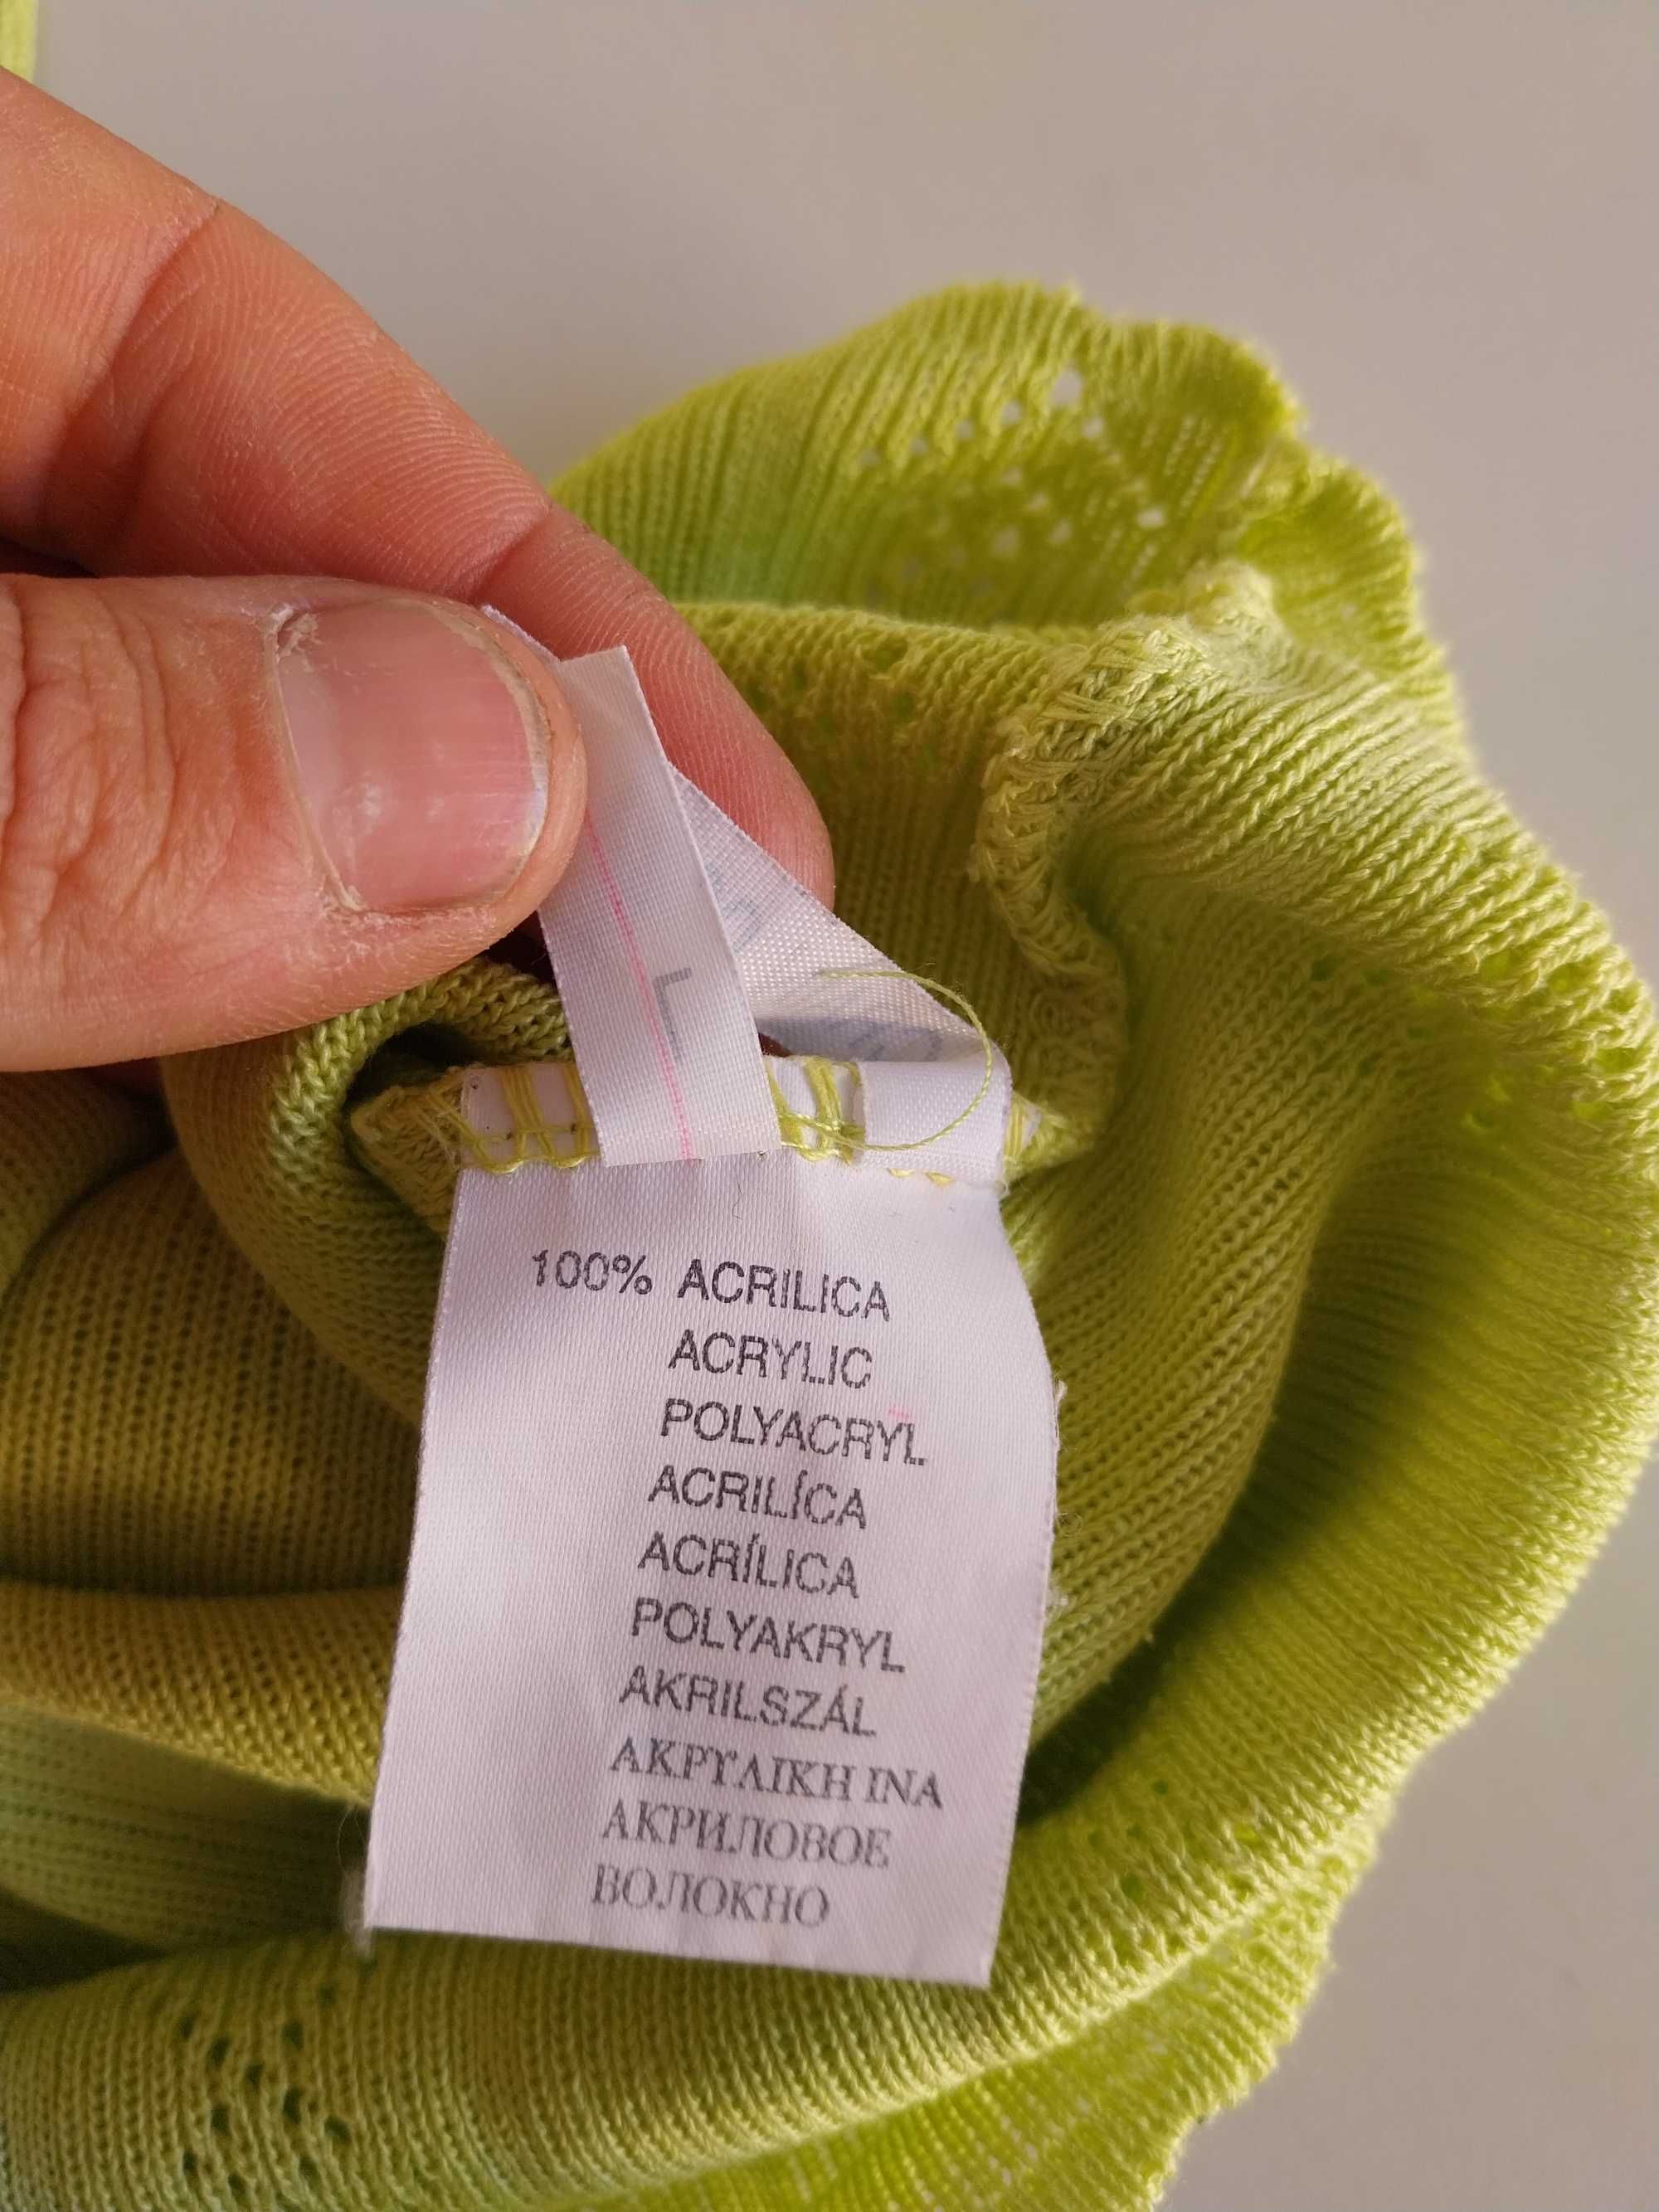 L
100% ACRILICA
ACRYLIC
POLYACRYL
ACRILÍCA
ACRÍLICA
POLYAKRYL
AKRILSZÁL
ΑΚΡΥΛΙΚΗ ΙΝΑ
АКРИЛОВОЕ
ВОЛОКНО